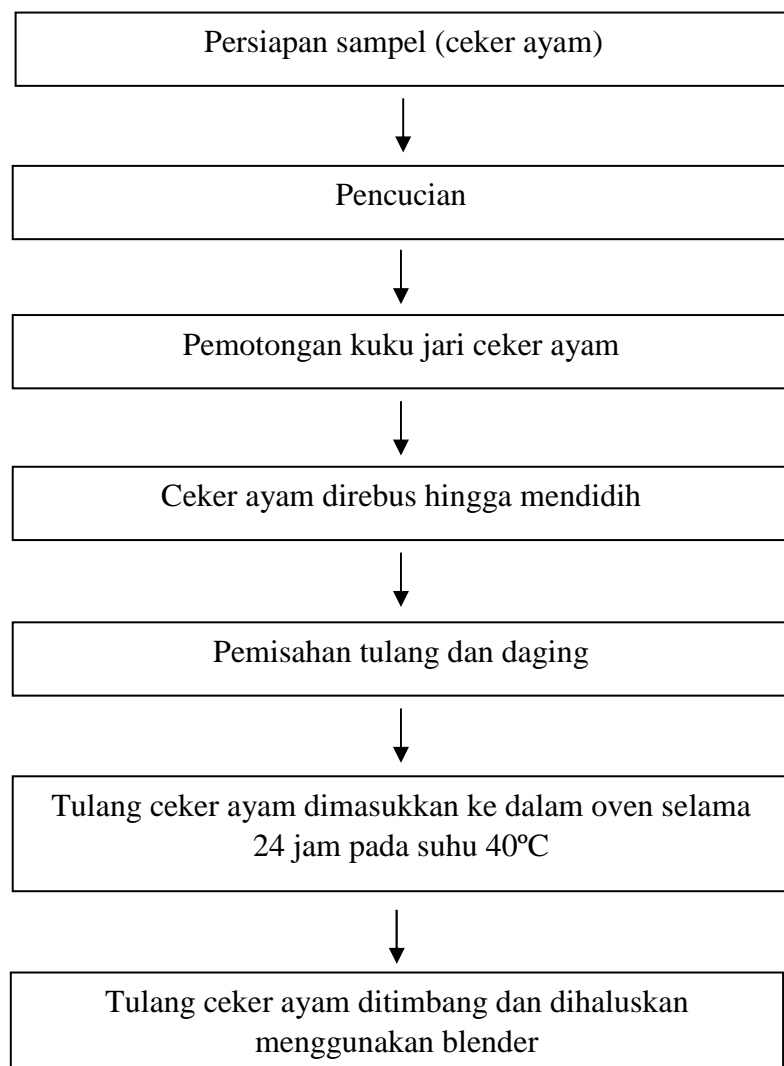 Persiapan sampel (ceker ayam)
Pencucian
Pemotongan kuku jari ceker ayam
Ceker ayam direbus hingga mendidih
Pemisahan tulang dan daging
Tulang ceker ayam dimasukkan ke dalam oven selama
24 jam pada suhu 40ºC
Tulang ceker ayam ditimbang dan dihaluskan
menggunakan blender